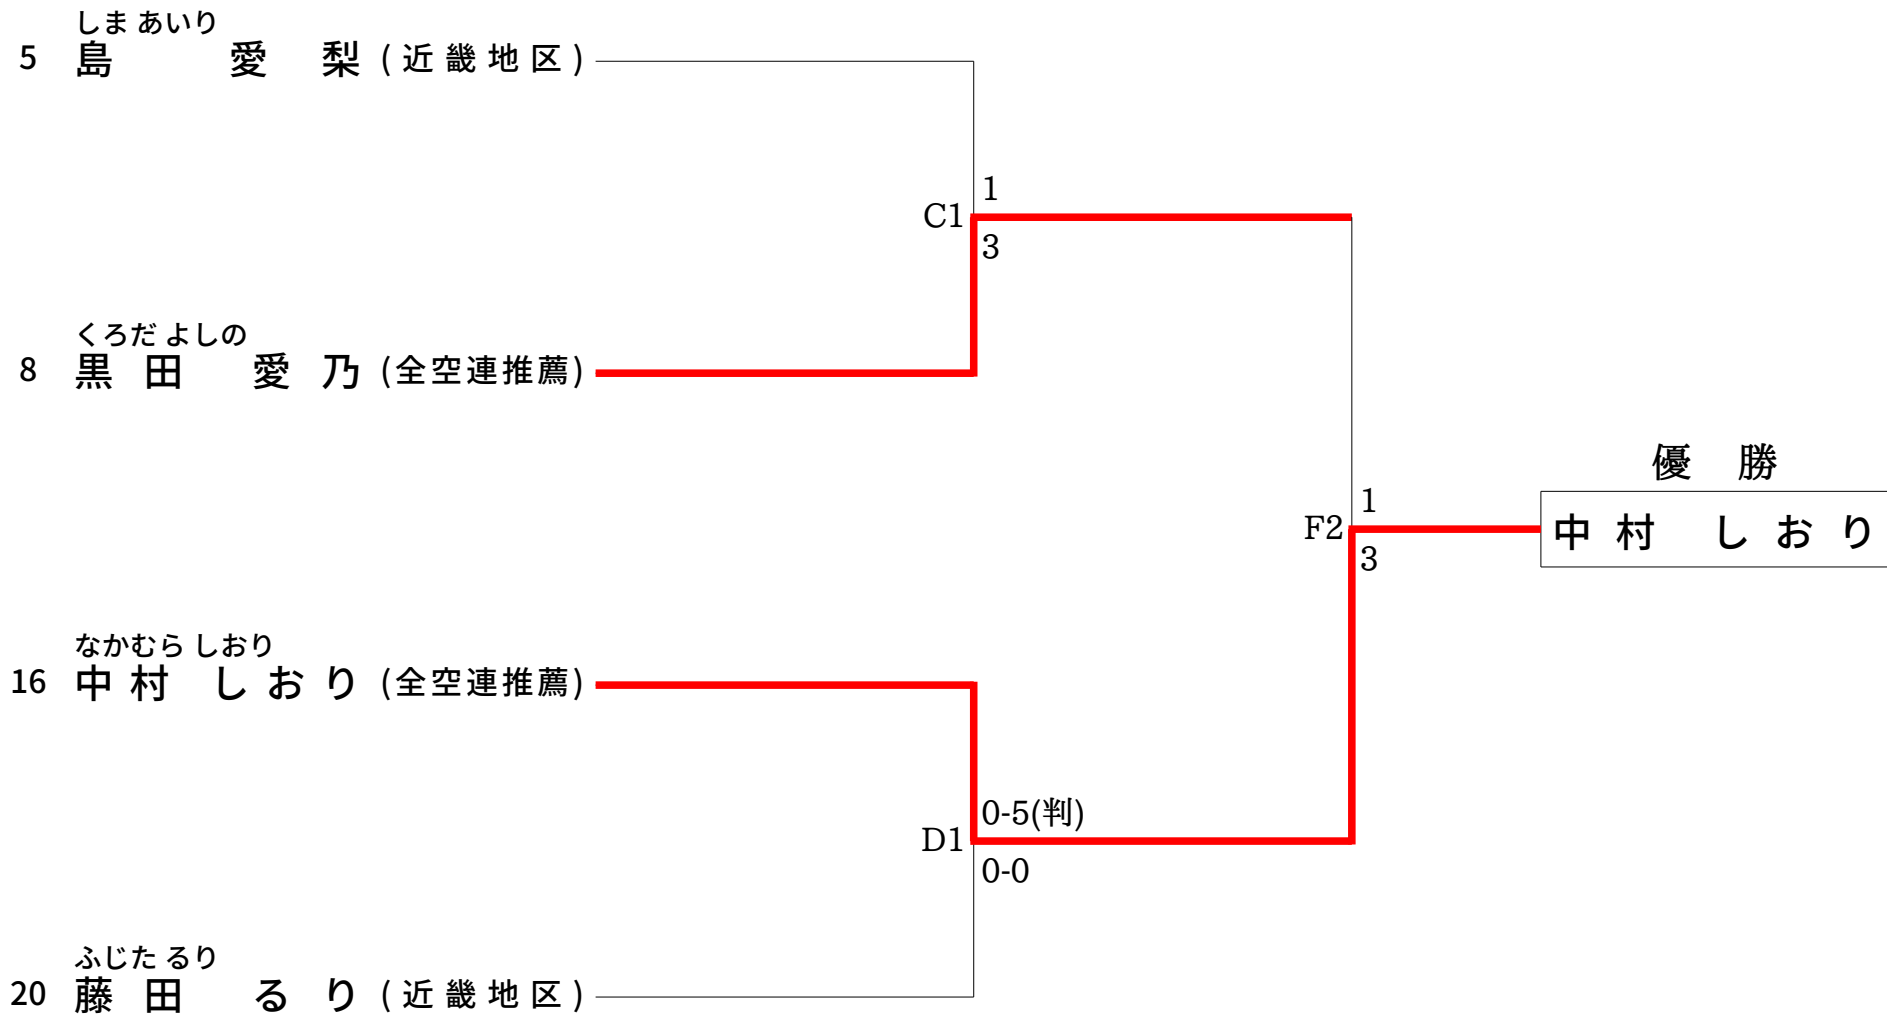 しま あいり
5 島 愛 梨 (近畿地区)
1
C1
3
くろだ よしの
8 黒 田 愛 乃 (全空連推薦)
優 勝
1
F2
中 村 し お り
3
なかむら しおり
16 中 村 し お り (全空連推薦)
0-5(判)
D1
0-0
ふじた るり
20 藤 田 る り (近畿地区)